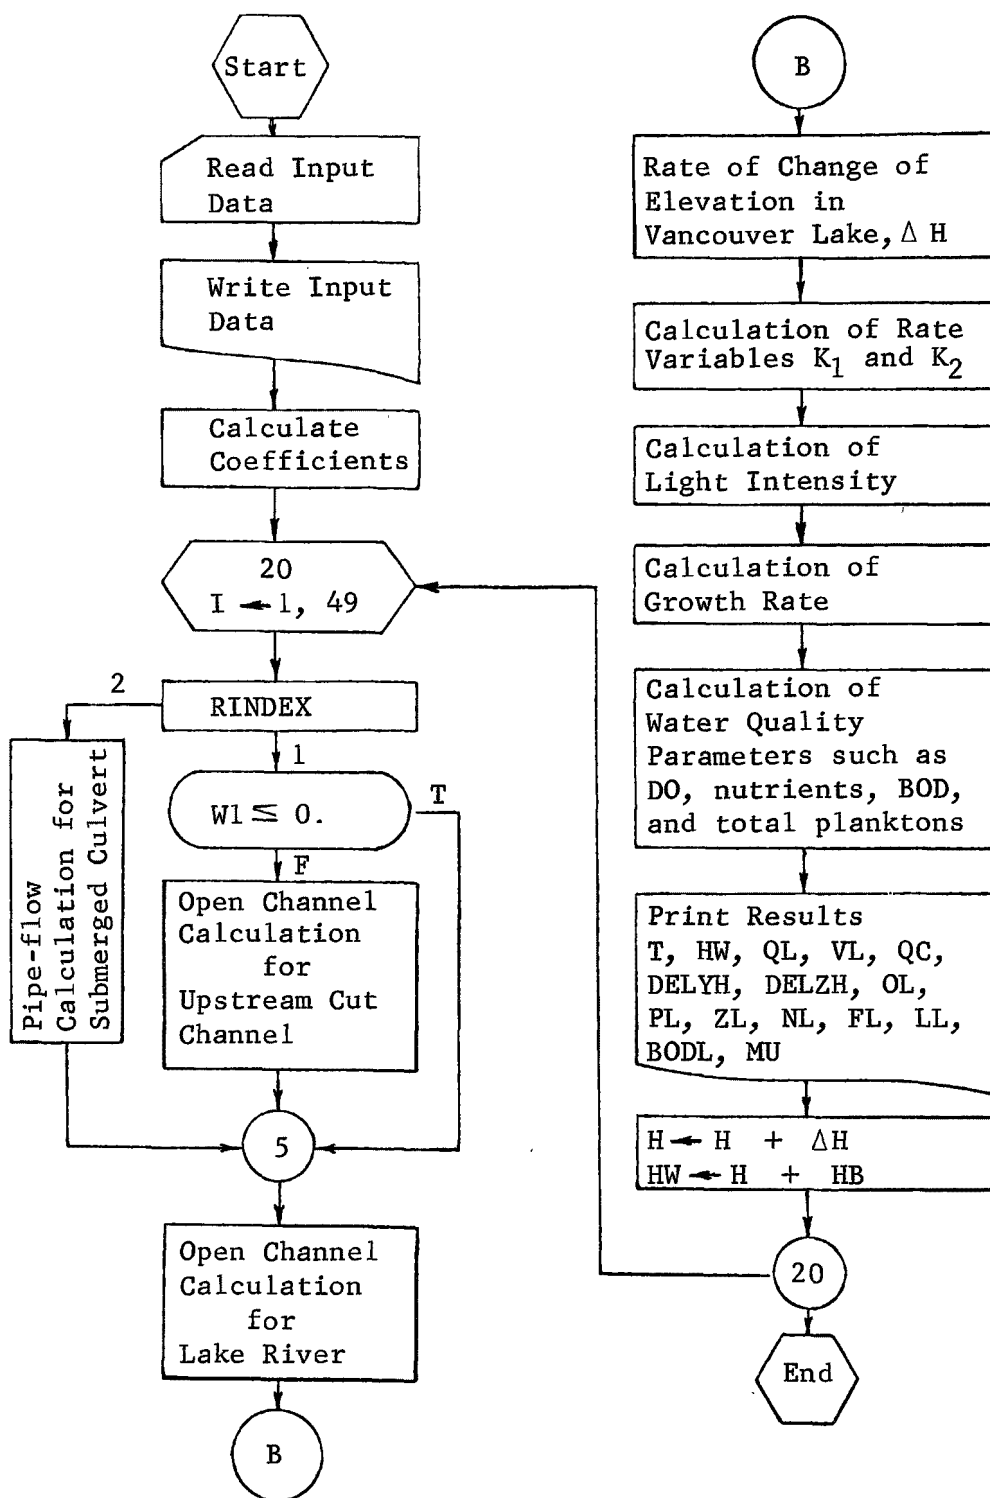 Start
Read Input
Data
Write Input
Data
Calculate
Coefficients
20
I ← 1, 49
2
RINDEX
1
Pipe-flow
Calculation for
Submerged Culvert
W1 ≦ 0.
T
F
Open Channel
Calculation
for
Upstream Cut
Channel
5
Open Channel
Calculation
for
Lake River
B
B
Rate of Change of
Elevation in
Vancouver Lake, Δ H
Calculation of Rate
Variables K₁ and K₂
Calculation of
Light Intensity
Calculation of
Growth Rate
Calculation of
Water Quality
Parameters such as
DO, nutrients, BOD,
and total planktons
Print Results
T, HW, QL, VL, QC,
DELYH, DELZH, OL,
PL, ZL, NL, FL, LL,
BODL, MU
H ← H + ΔH
HW ← H + HB
20
End